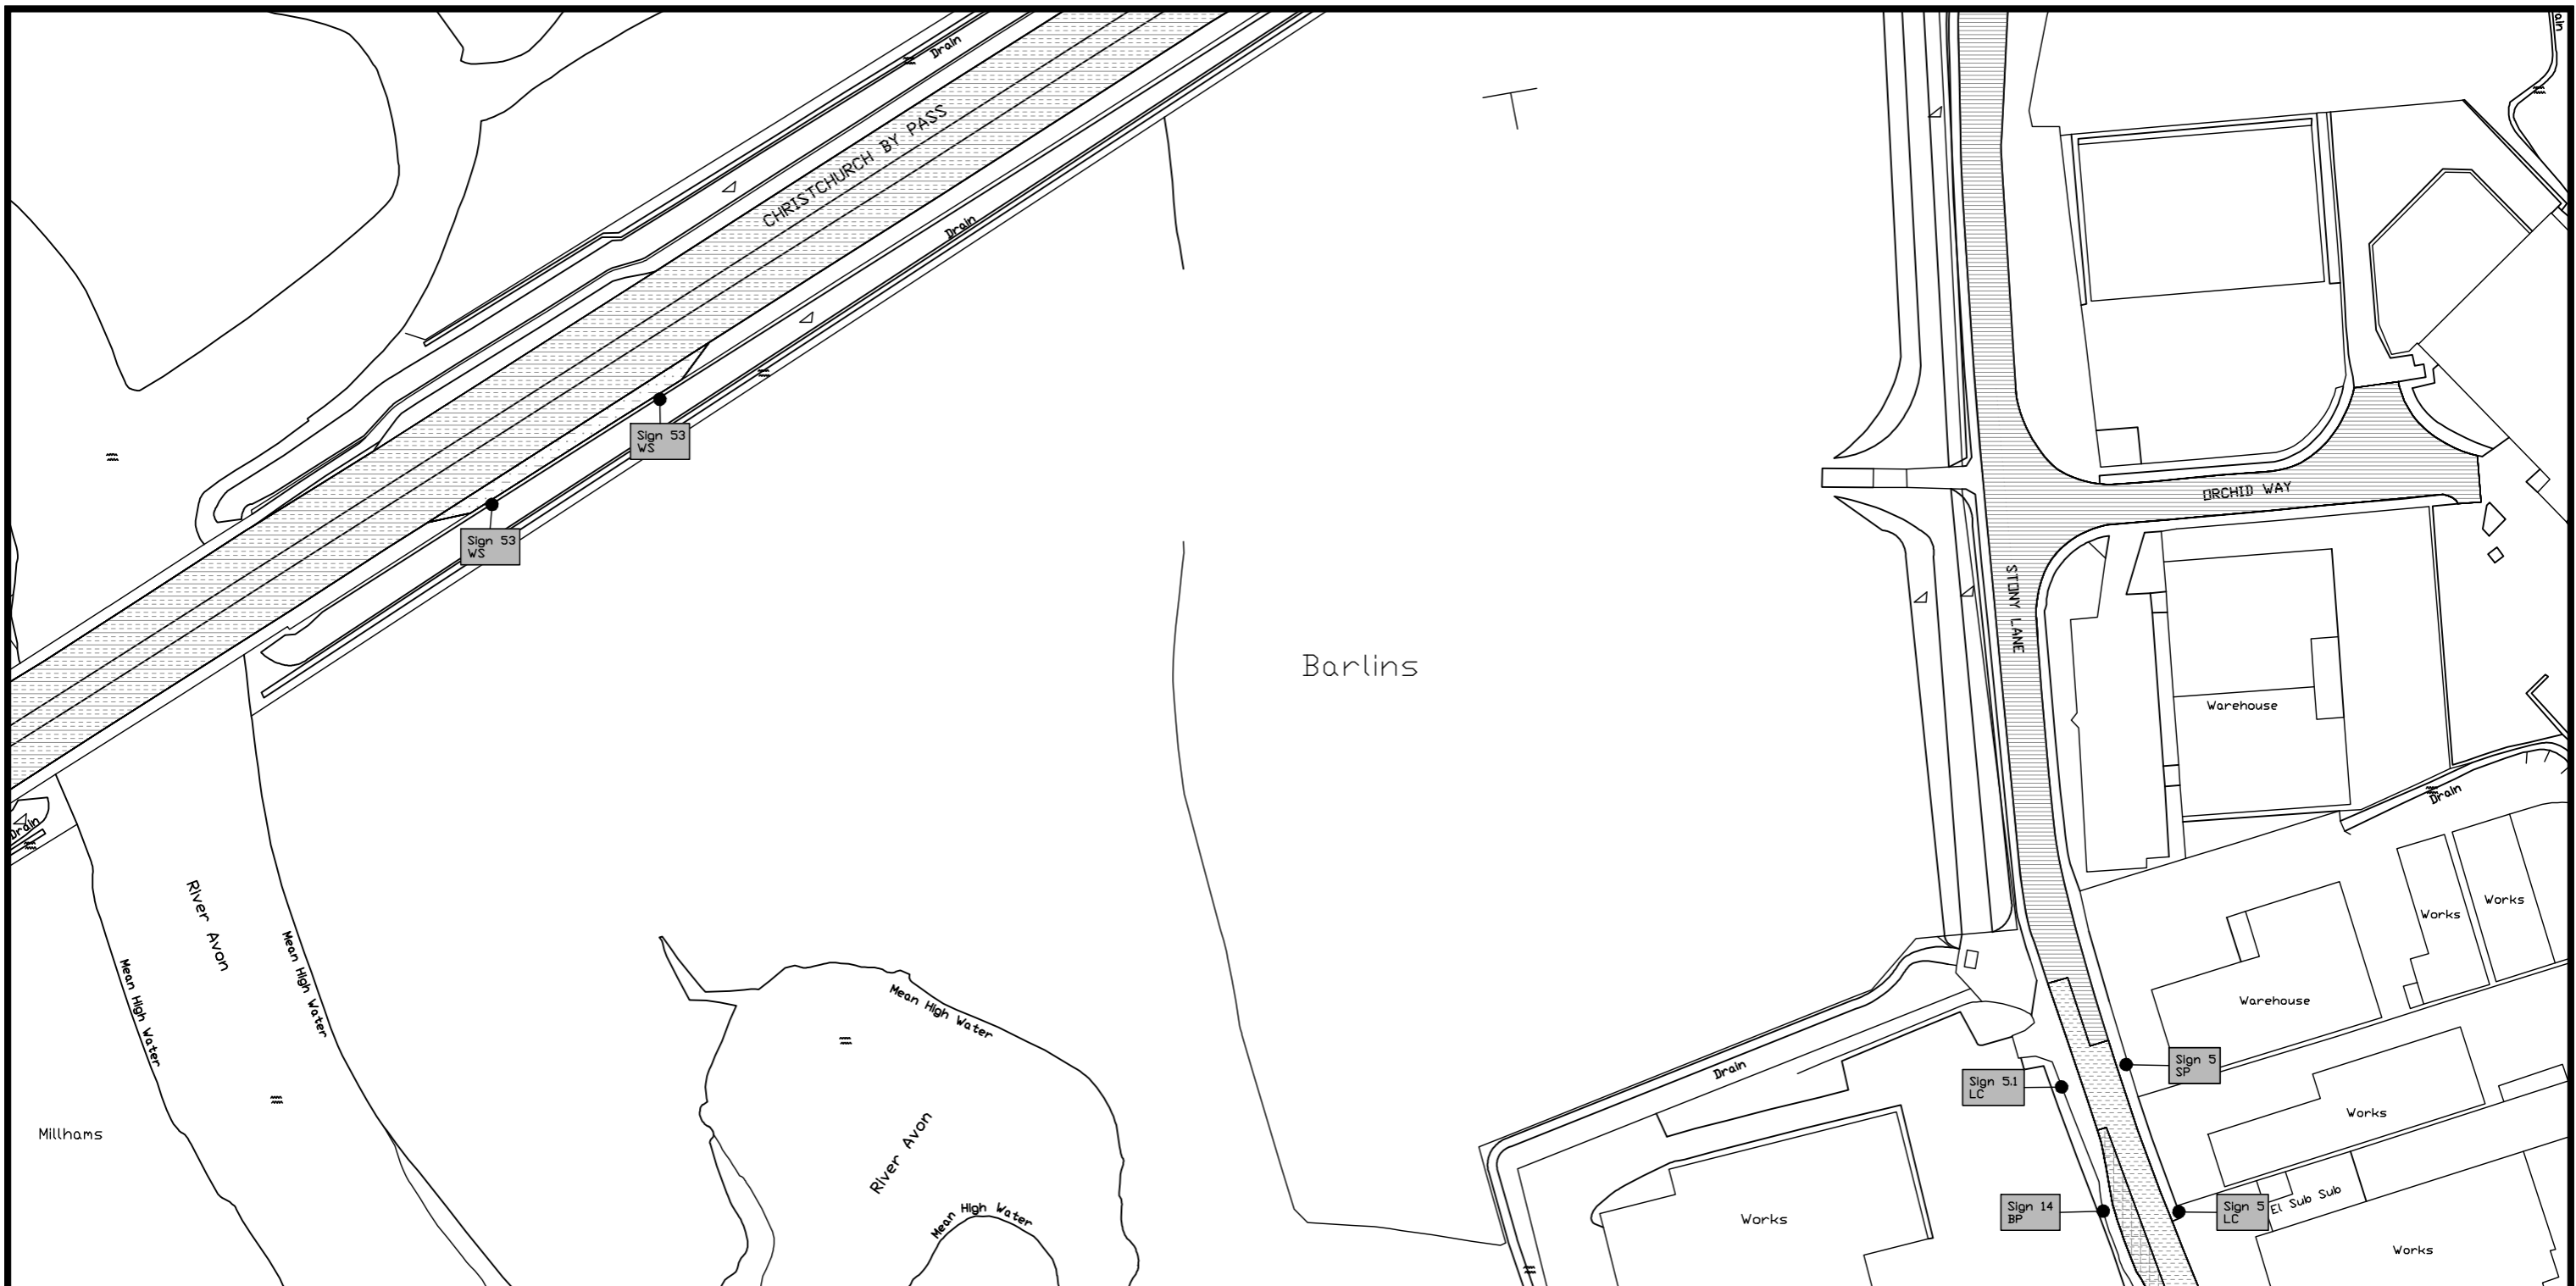 Drain
CHRISTCHURCH BY PASS
Drain
Sign 53
WS
Sign 53
WS
ORCHID WAY
STONY LANE
Barlins
Warehouse
Drain
Drain
River Avon
Mean High Water
Mean High Water
Mean High Water
Works
Works
Warehouse
Millhams
River Avon
Mean High Water
Drain
Sign 5
SP
Sign 5.1
LC
Works
Sign 14
BP
Sign 5
LC
El Sub Sub
Works
Works